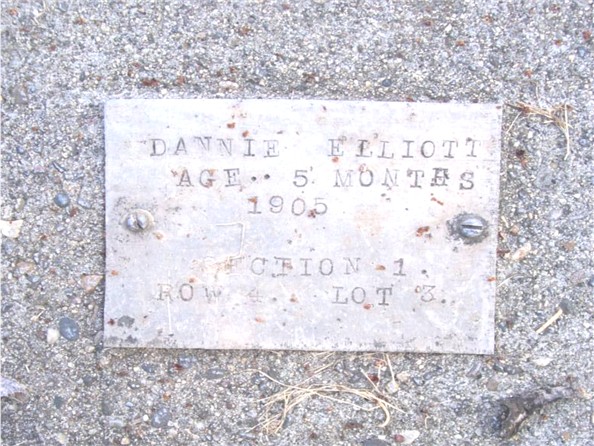 DANNIE ELLIOTT
AGE. 5 MONTHS
1905
SECTION 1.
ROW 4. LOT 3.